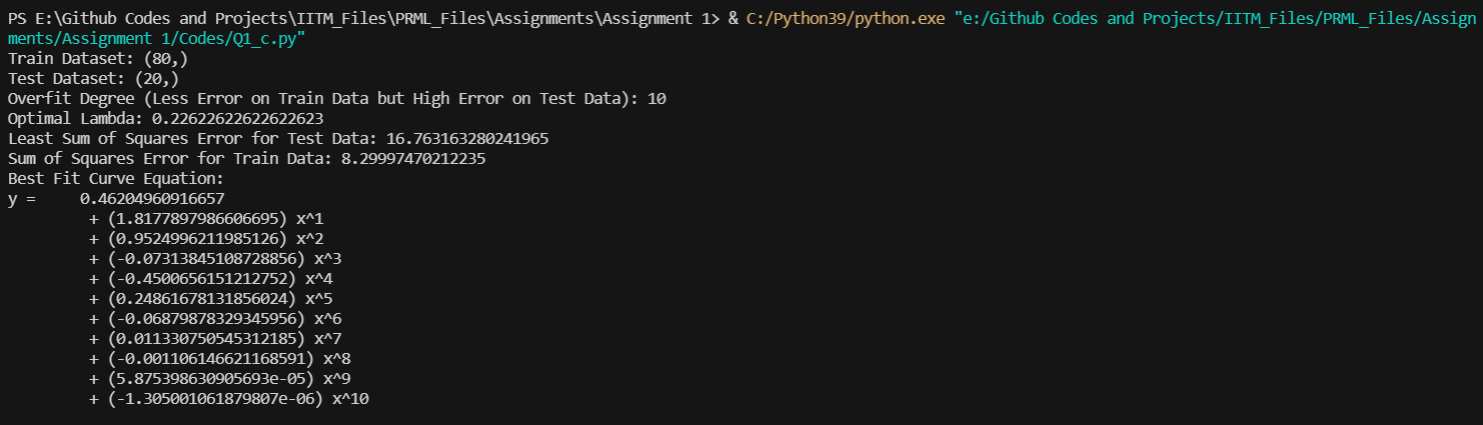 PS E:\Github Codes and Projects\IITM_Files\PRML_Files\Assignments\Assignment 1> & C:/Python39/python.exe "e:/Github Codes and Projects/IITM_Files/PRML_Files/Assign
ments/Assignment 1/Codes/Q1_c.py"
Train Dataset: (80,)
Test Dataset: (20,)
Overfit Degree (Less Error on Train Data but High Error on Test Data): 10
Optimal Lambda: 0.22622622622622623
Least Sum of Squares Error for Test Data: 16.763163280241965
Sum of Squares Error for Train Data: 8.29997470212235
Best Fit Curve Equation:
y =     0.46204960916657
         + (1.8177897986606695) x^1
         + (0.9524996211985126) x^2
         + (-0.07313845108728856) x^3
         + (-0.4500656151212752) x^4
         + (0.24861678131856024) x^5
         + (-0.06879878329345956) x^6
         + (0.011330750545312185) x^7
         + (-0.001106146621168591) x^8
         + (5.875398630905693e-05) x^9
         + (-1.305001061879807e-06) x^10